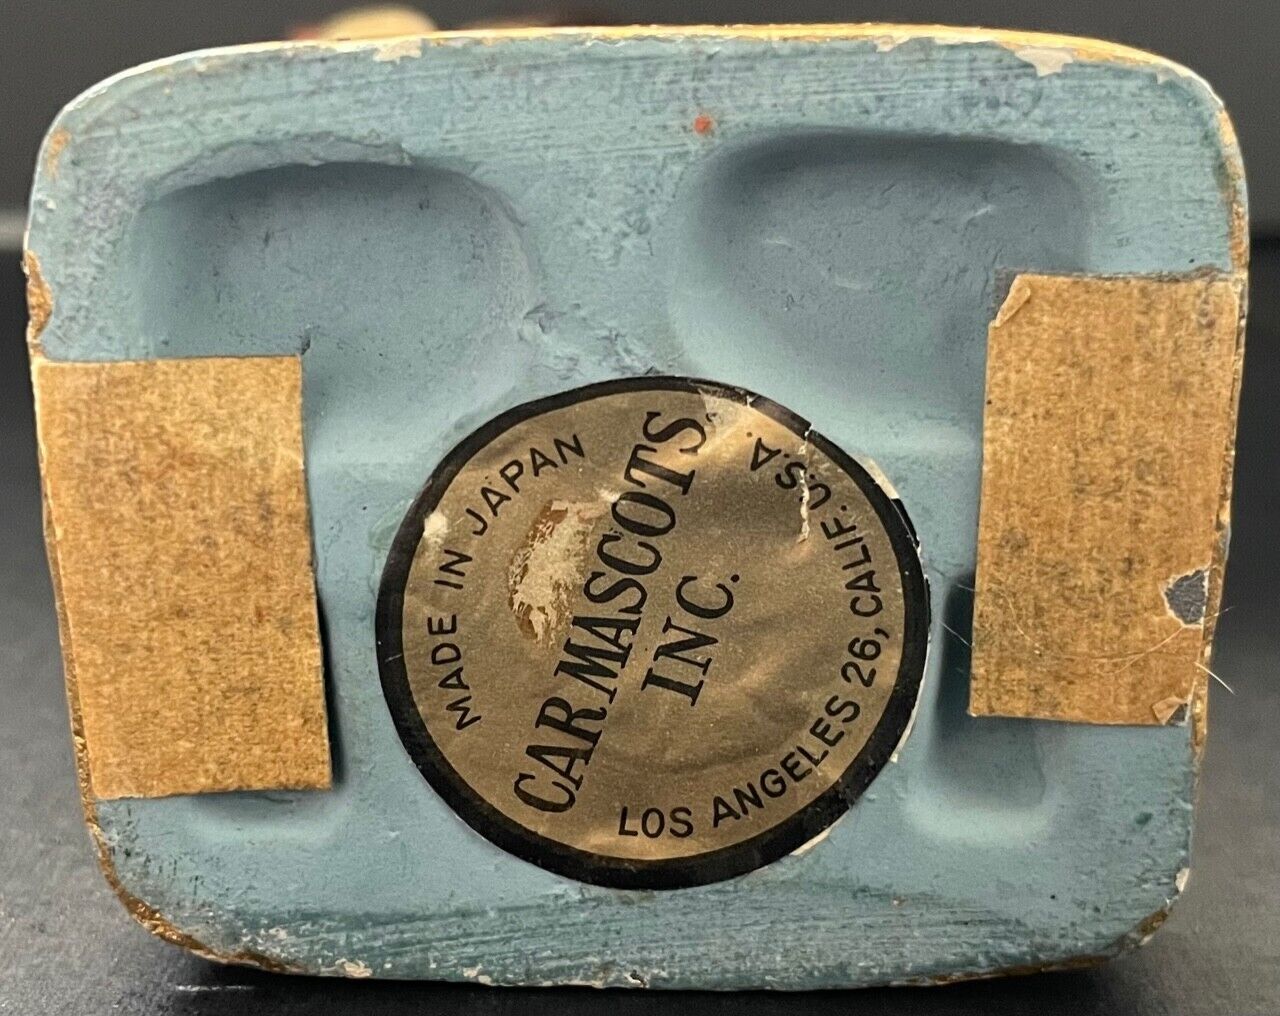 MADE IN JAPAN
CAR MASCOTS
INC.
LOS ANGELES 26, CALIF. U.S.A.